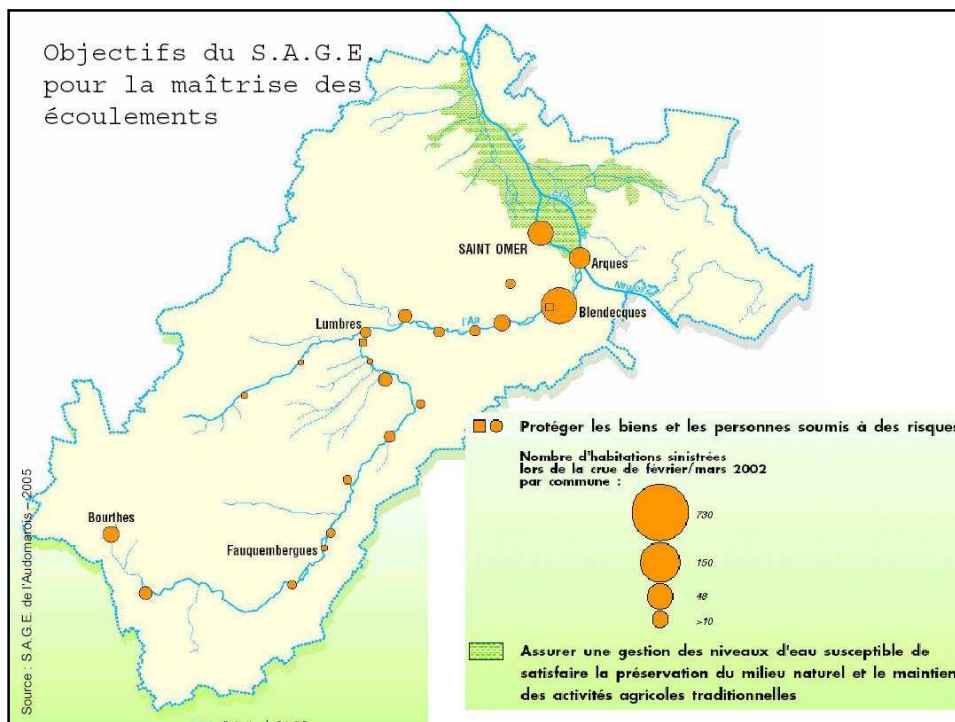 Objectifs du S.A.G.E.
pour la maîtrise des
écoulements
l'Aa
SAINT OMER
Arques
Neufossé
Blendecques
l'Aa
Lumbres
Bourthes
Fauquembergues
Source : S.A.G.E. de l'Audomarois – 2005
Protéger les biens et les personnes soumis à des risques
Nombre d'habitations sinistrées
lors de la crue de février/mars 2002
par commune :
730
150
48
>10
Assurer une gestion des niveaux d'eau susceptible de
satisfaire la préservation du milieu naturel et le maintien
des activités agricoles traditionnelles